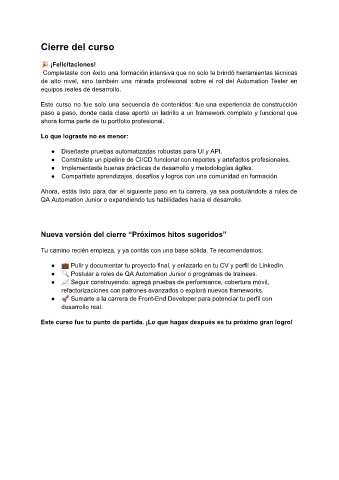 Cierre del curso
🎉 ¡Felicitaciones!
Completaste con éxito una formación intensiva que no solo te brindó herramientas técnicas
de alto nivel, sino también una mirada profesional sobre el rol del Automation Tester en
equipos reales de desarrollo.
Este curso no fue solo una secuencia de contenidos: fue una experiencia de construcción
paso a paso, donde cada clase aportó un ladrillo a un framework completo y funcional que
ahora forma parte de tu portfolio profesional.
Lo que lograste no es menor:
● Diseñaste pruebas automatizadas robustas para UI y API.
● Construiste un pipeline de CI/CD funcional con reportes y artefactos profesionales.
● Implementaste buenas prácticas de desarrollo y metodologías ágiles.
● Compartiste aprendizajes, desafíos y logros con una comunidad en formación.
Ahora, estás listo para dar el siguiente paso en tu carrera, ya sea postulándote a roles de
QA Automation Junior o expandiendo tus habilidades hacia el desarrollo.
Nueva versión del cierre “Próximos hitos sugeridos”
Tu camino recién empieza, y ya contás con una base sólida. Te recomendamos:
● 💼 Pulir y documentar tu proyecto final, y enlazarlo en tu CV y perfil de LinkedIn.
● 🔍 Postular a roles de QA Automation Junior o programas de trainees.
● 📈 Seguir construyendo: agregá pruebas de performance, cobertura móvil,
refactorizaciones con patrones avanzados o explorá nuevos frameworks.
● 🚀 Sumarte a la carrera de Front-End Developer para potenciar tu perfil con
desarrollo real.
Este curso fue tu punto de partida. ¡Lo que hagas después es tu próximo gran logro!